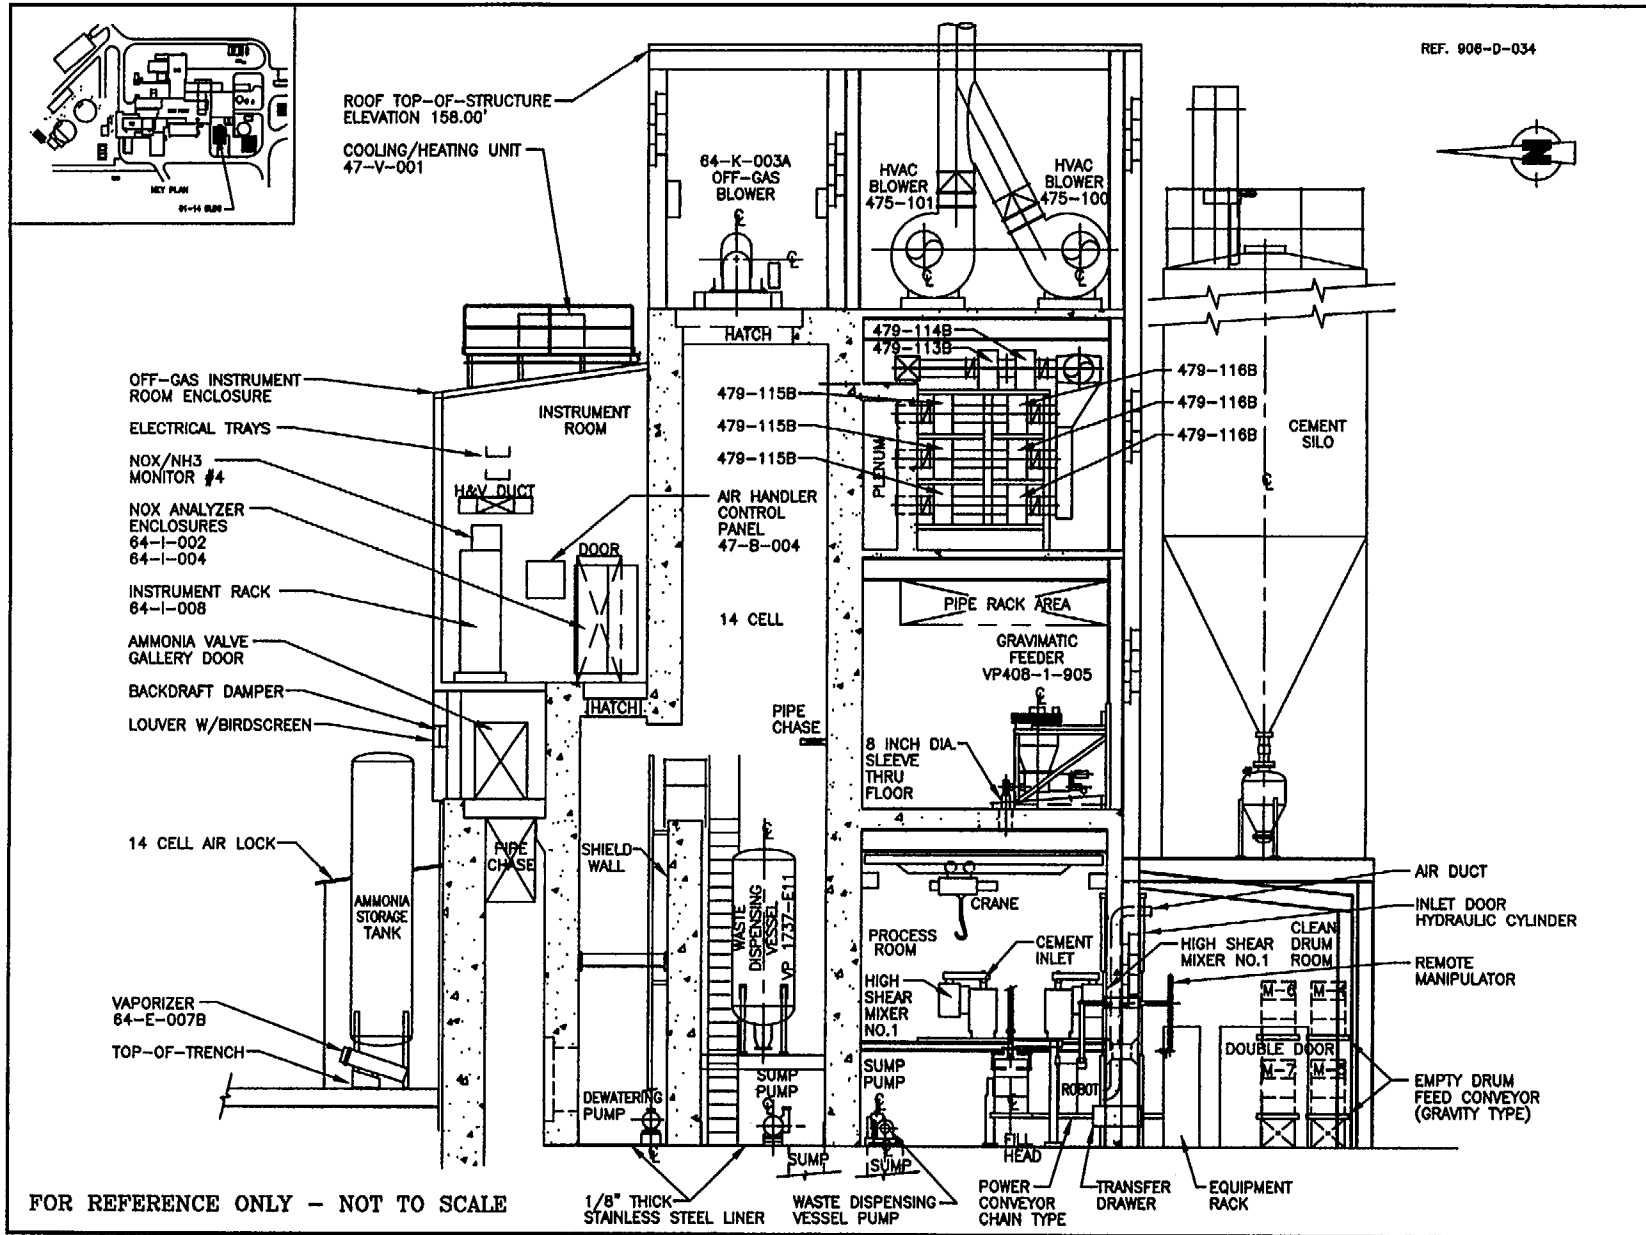 REF. 906-D-034
KEY PLAN
01-14 BLDG
ROOF TOP-OF-STRUCTURE
ELEVATION 158.00'
COOLING/HEATING UNIT
47-V-001
64-K-003A
OFF-GAS
BLOWER
HVAC
BLOWER
475-101
HVAC
BLOWER
475-100
N
HATCH
479-114B
479-113B
OFF-GAS INSTRUMENT
ROOM ENCLOSURE
ELECTRICAL TRAYS
NOX/NH3
MONITOR #4
NOX ANALYZER
ENCLOSURES
64-I-002
64-I-004
INSTRUMENT RACK
64-I-008
AMMONIA VALVE
GALLERY DOOR
BACKDRAFT DAMPER
LOUVER W/BIRDSCREEN
INSTRUMENT
ROOM
H&V DUCT
DOOR
479-115B
479-115B
479-115B
AIR HANDLER
CONTROL
PANEL
47-B-004
PLENUM
479-116B
479-116B
479-116B
CEMENT
SILO
14 CELL
PIPE RACK AREA
GRAVIMATIC
FEEDER
VP408-1-905
HATCH
PIPE
CHASE
8 INCH DIA.
SLEEVE
THRU
FLOOR
14 CELL AIR LOCK
PIPE
CHASE
SHIELD
WALL
AMMONIA
STORAGE
TANK
WASTE
DISPENSING
VESSEL
VP 1737-E11
CRANE
PROCESS
ROOM
CEMENT
INLET
HIGH
SHEAR
MIXER
NO.1
HIGH SHEAR
MIXER NO.1
CLEAN
DRUM
ROOM
AIR DUCT
INLET DOOR
HYDRAULIC CYLINDER
REMOTE
MANIPULATOR
M-6
M-4
DOUBLE DOOR
M-7
EMPTY DRUM
FEED CONVEYOR
(GRAVITY TYPE)
VAPORIZER
64-E-007B
TOP-OF-TRENCH
DEWATERING
PUMP
SUMP
PUMP
SUMP
PUMP
ROBOT
FILL
HEAD
SUMP
SUMP
1/8" THICK
STAINLESS STEEL LINER
WASTE DISPENSING
VESSEL PUMP
POWER
CONVEYOR
CHAIN TYPE
TRANSFER
DRAWER
EQUIPMENT
RACK
FOR REFERENCE ONLY - NOT TO SCALE